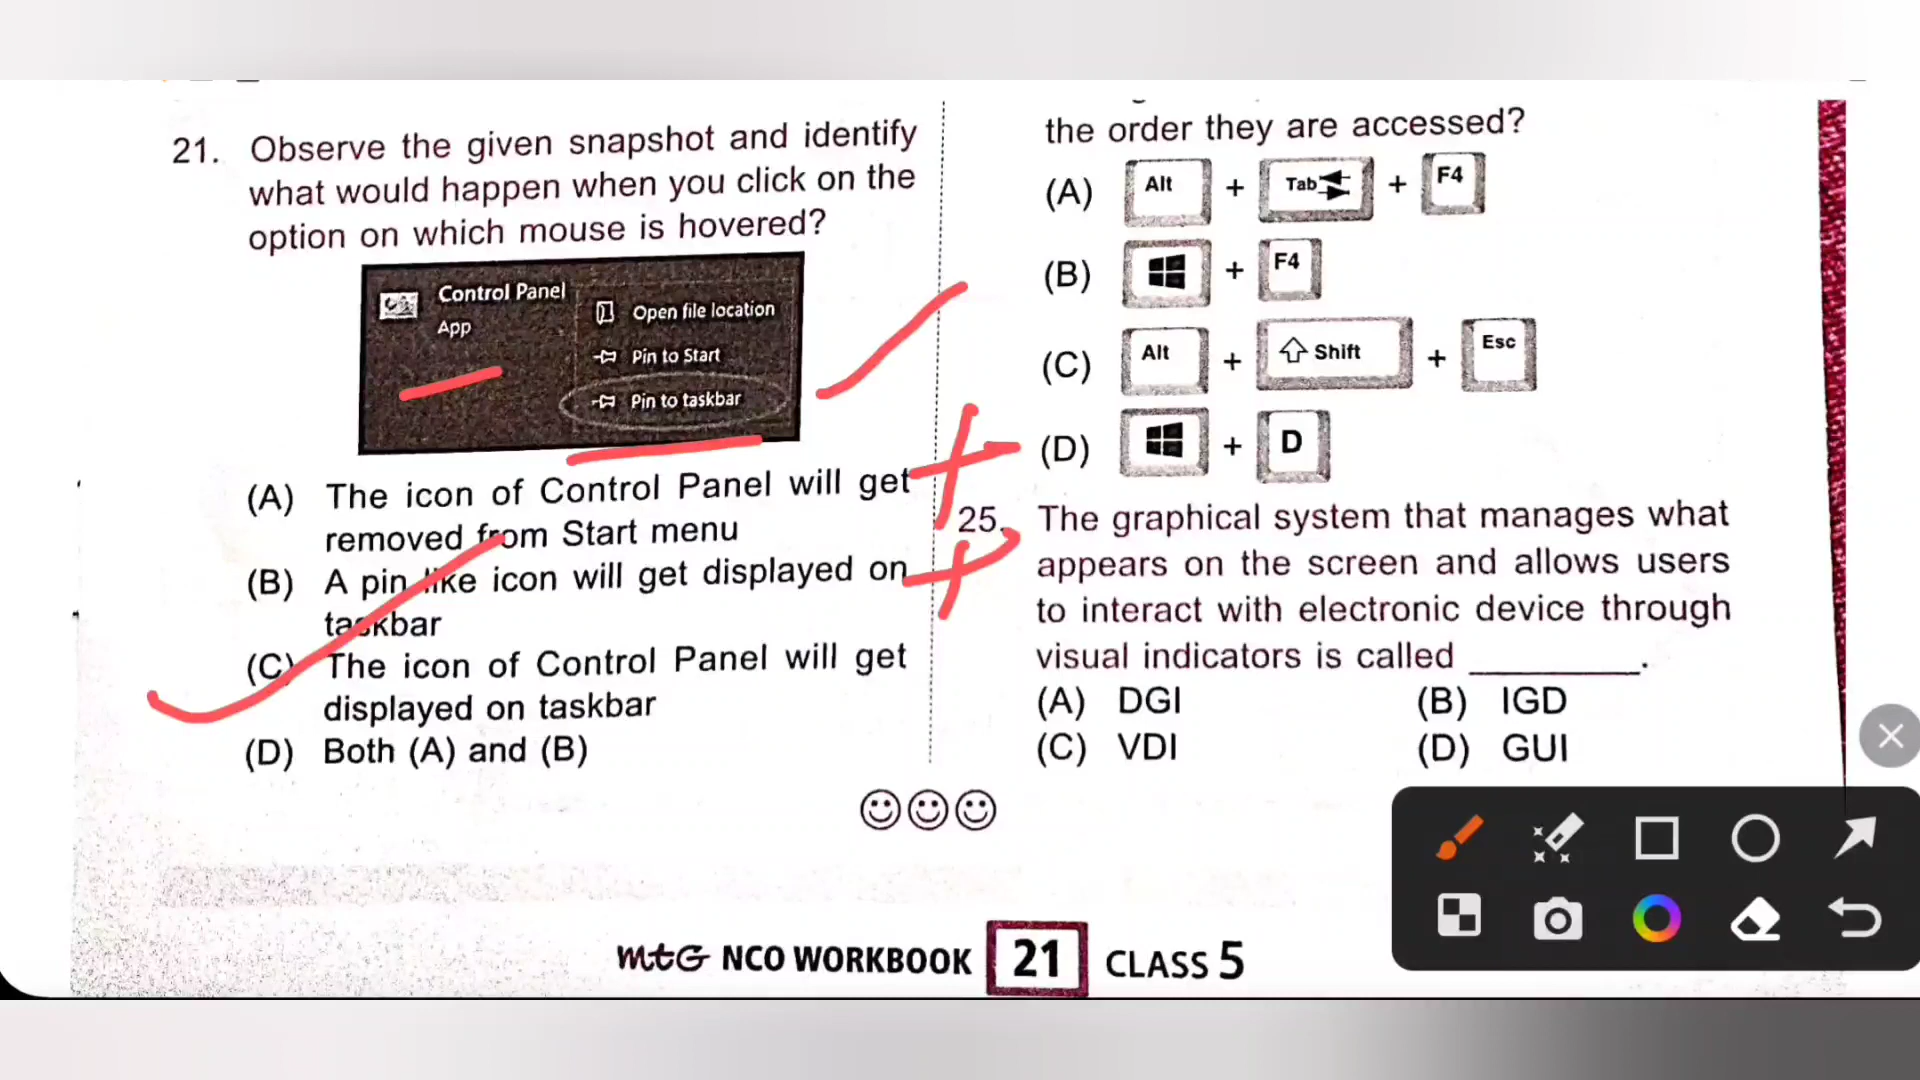 21. Observe the given snapshot and identify
what would happen when you click on the
option on which mouse is hovered?
Control Panel
App
Open file location
Pin to Start
Pin to taskbar
(A) The icon of Control Panel will get
removed from Start menu
(B) A pin like icon will get displayed on
taskbar
(C) The icon of Control Panel will get
displayed on taskbar
(D) Both (A) and (B)
the order they are accessed?
(A) Alt + Tab + F4
(B) + F4
(C) Alt + Shift + Esc
(D) + D
25. The graphical system that manages what
appears on the screen and allows users
to interact with electronic device through
visual indicators is called __________.
(A) DGI (B) IGD
(C) VDI (D) GUI
mtG NCO WORKBOOK 21 CLASS 5